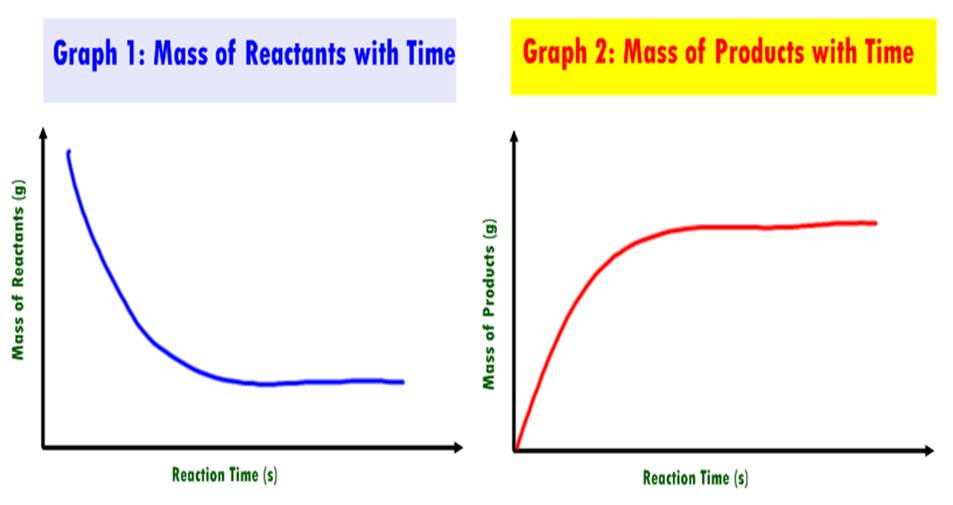 Graph 1: Mass of Reactants with Time
Mass of Reactants (g)
Reaction Time (s)
Graph 2: Mass of Products with Time
Mass of Products (g)
Reaction Time (s)